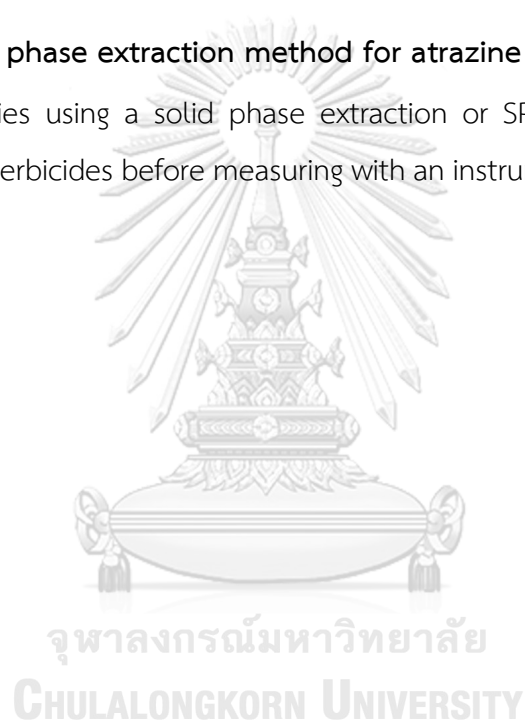 phase extraction method for atrazine
ies using a solid phase extraction or
erbicides before measuring with an instru
จุฬาลงกรณ์มหาวิทยาลัย
CHULALONGKORN UNIVERSITY